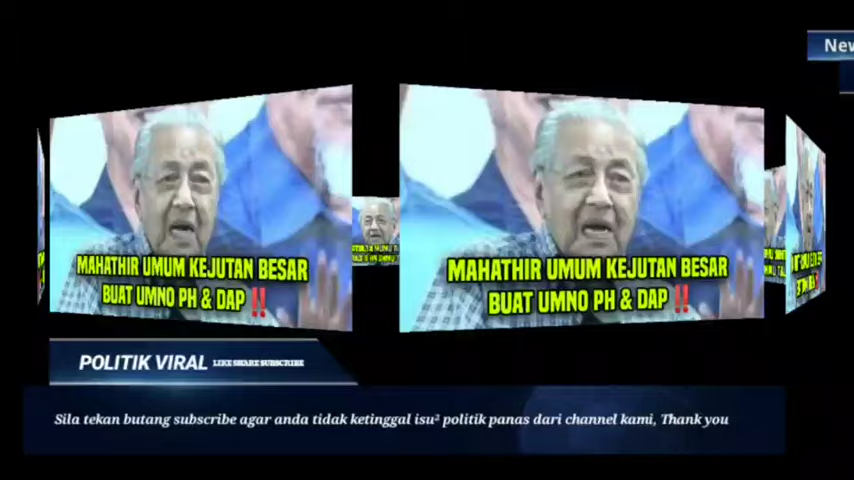 New
MAHATHIR UMUM KEJUTAN BESAR
BUAT UMNO PH & DAP ‼
MAHATHIR UMUM KEJUTAN BESAR
BUAT UMNO PH & DAP ‼
POLITIK VIRAL LIKE SHARE SUBSCRIBE
Sila tekan butang subscribe agar anda tidak ketinggal isu² politik panas dari channel kami, Thank you